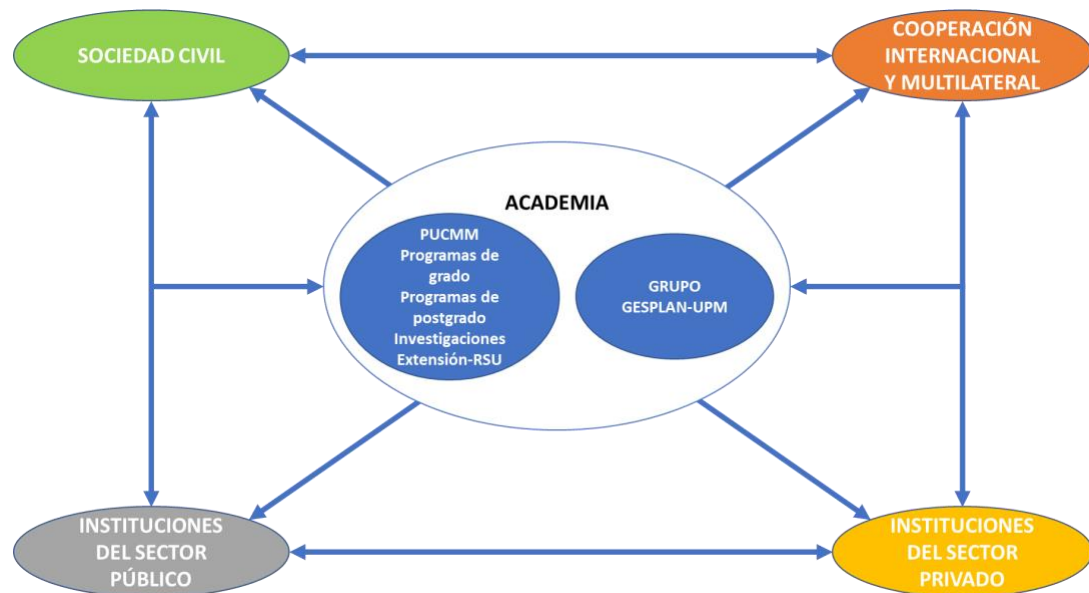 SOCIEDAD CIVIL
COOPERACIÓN
INTERNACIONAL
Y MULTILATERAL
ACADEMIA
PUCMM
Programas de
grado
Programas de
postgrado
Investigaciones
Extensión-RSU
GRUPO
GESPLAN-UPM
INSTITUCIONES
DEL SECTOR
PÚBLICO
INSTITUCIONES
DEL SECTOR
PRIVADO